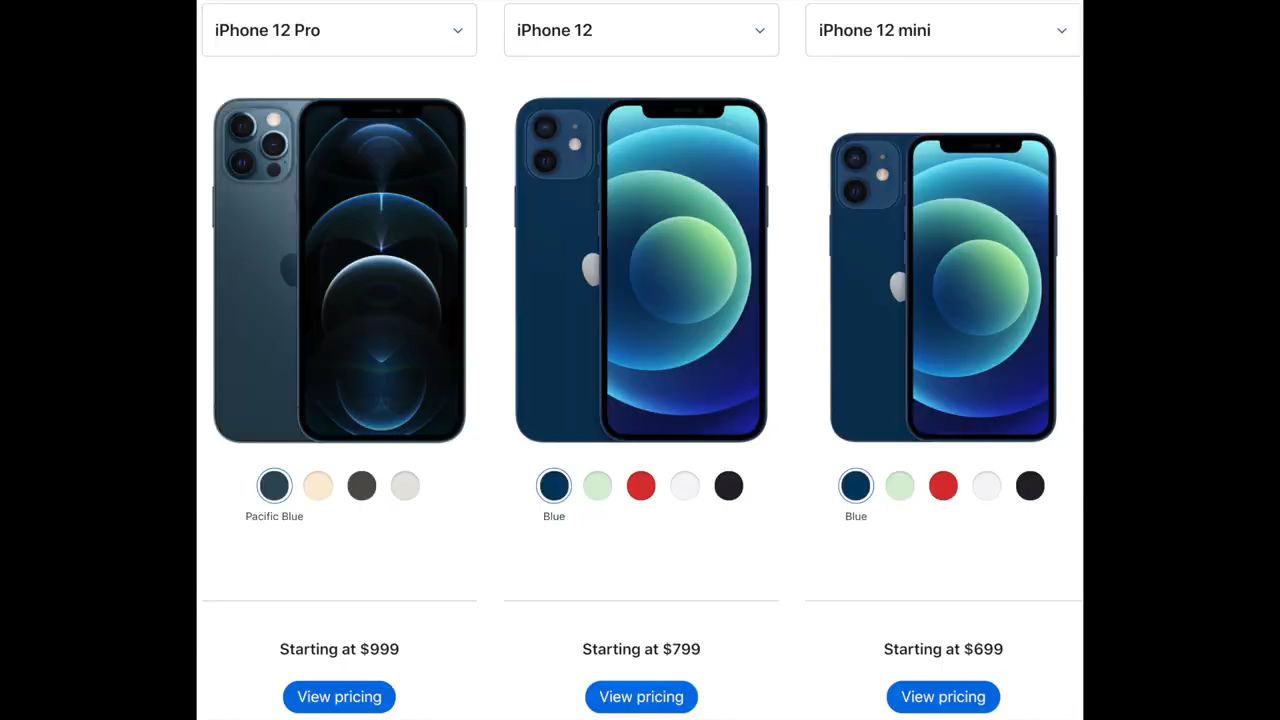 iPhone 12 Pro
iPhone 12
iPhone 12 mini
Pacific Blue
Blue
Blue
Starting at $999
Starting at $799
Starting at $699
View pricing
View pricing
View pricing